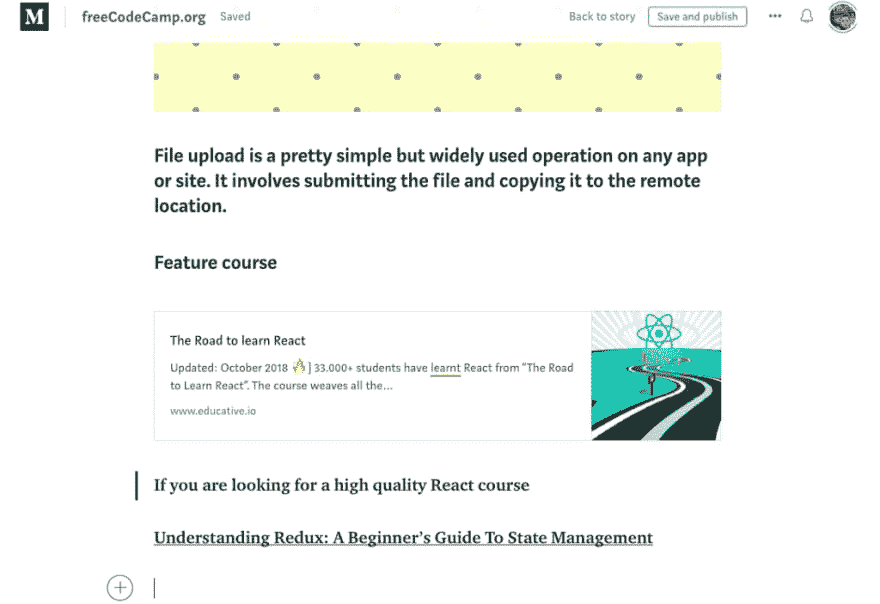 M
freeCodeCamp.org Saved Back to story Save and publish
File upload is a pretty simple but widely used operation on any app
or site. It involves submitting the file and copying it to the remote
location.
Feature course
The Road to learn React
Updated: October 2018 🔥] 33.000+ students have learnt React from “The Road
to Learn React”. The course weaves all the...
www.educative.io
If you are looking for a high quality React course
Understanding Redux: A Beginner’s Guide To State Management